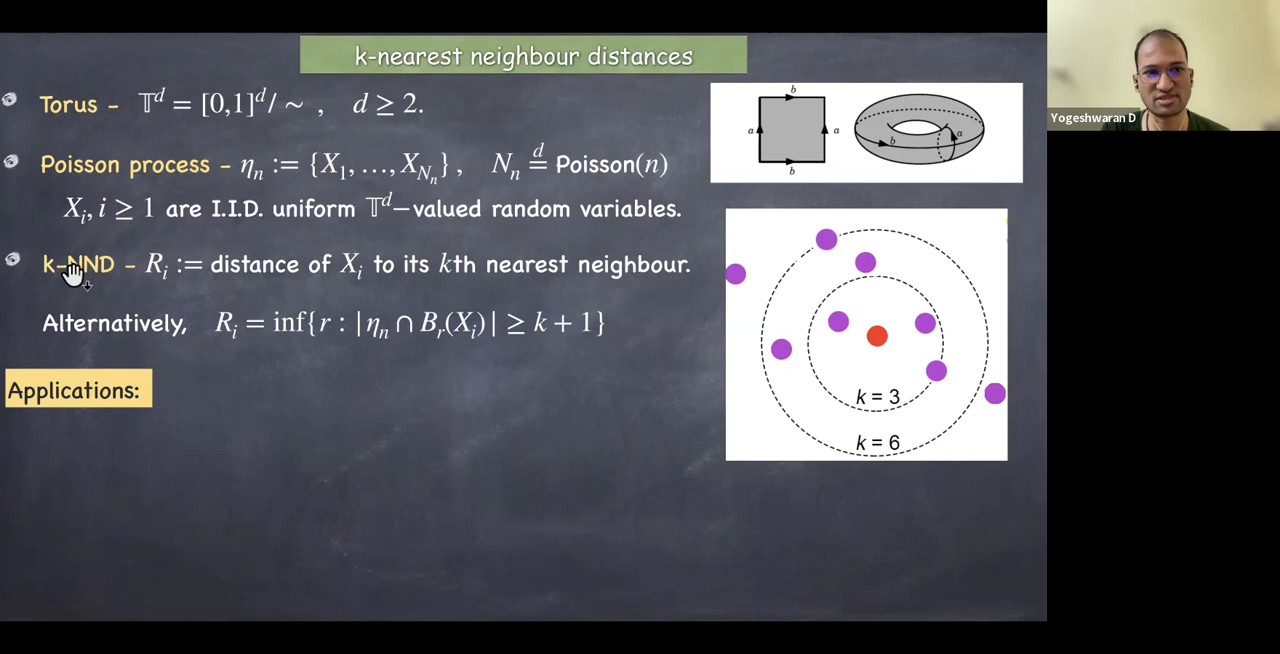 k-nearest neighbour distances
Torus - 𝕋^d = [0,1]^d/ ∼ , d ≥ 2.
Poisson process - η_n := {X_1, …, X_{N_n}} , N_n =^d Poisson(n)
X_i, i ≥ 1 are I.I.D. uniform 𝕋^d−valued random variables.
k-NND - R_i := distance of X_i to its kth nearest neighbour.
Alternatively, R_i = inf{r : |η_n ∩ B_r(X_i)| ≥ k + 1}
Applications:
b
a
a
b
a
b
k = 3
k = 6
Yogeshwaran D